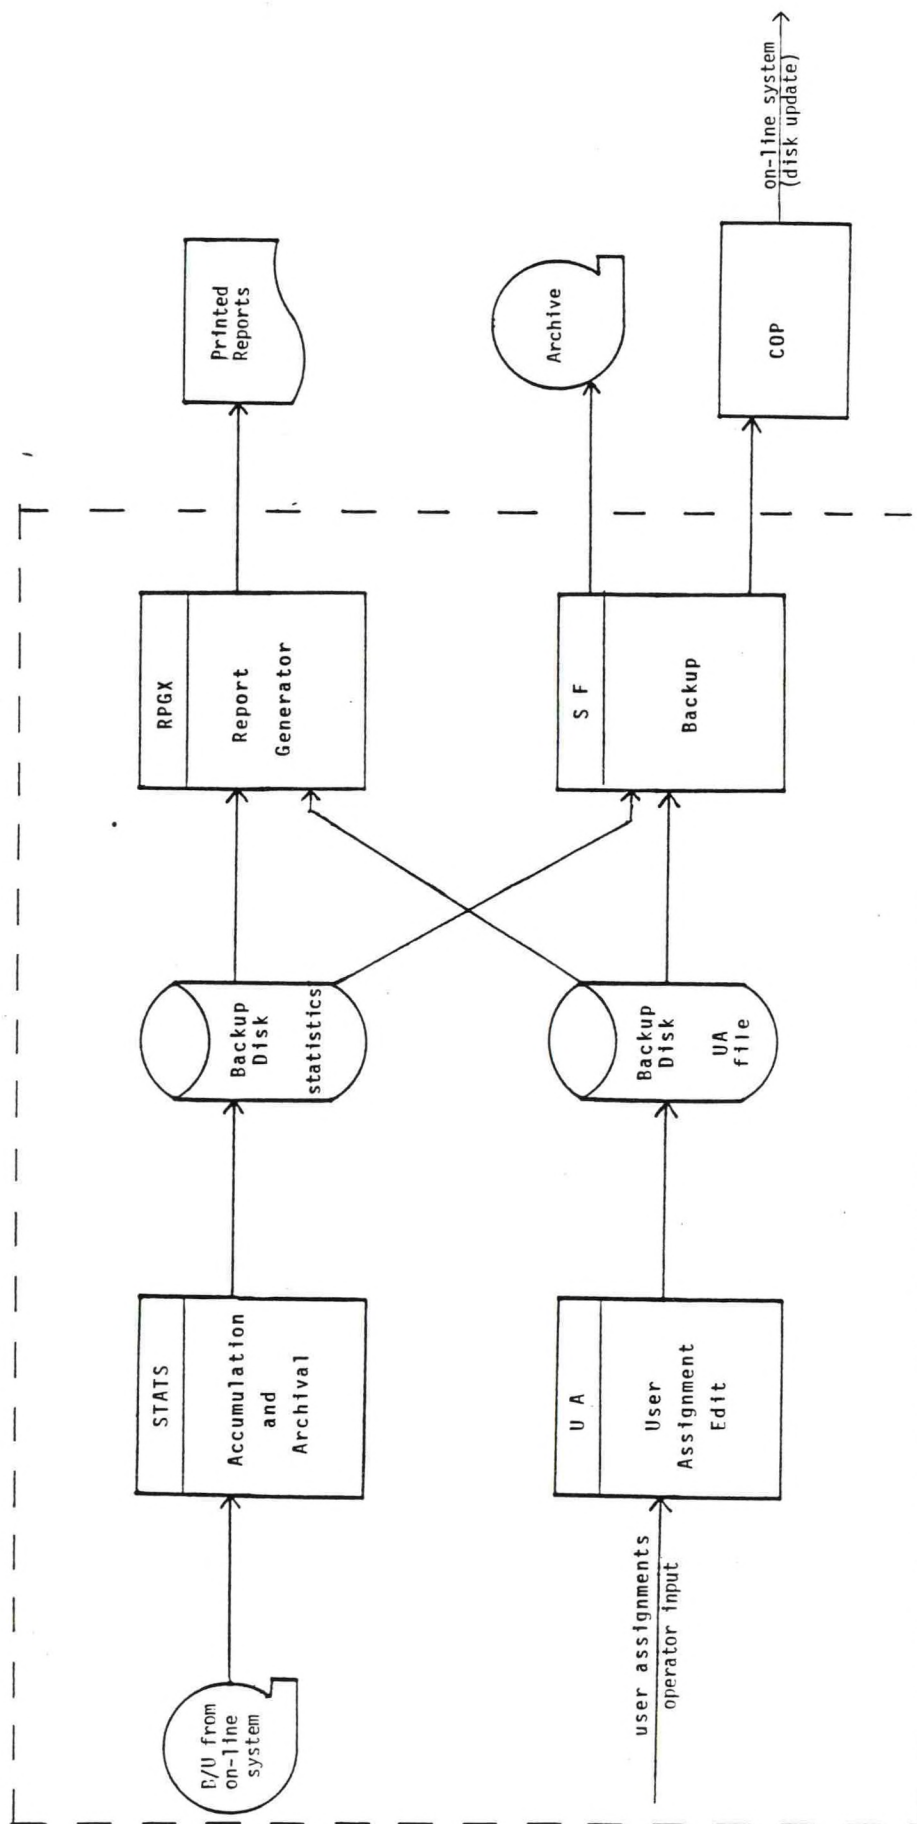 B/U from
on-line
system
STATS
Accumulation
and
Archival
Backup
Disk
statistics
RPGX
Report
Generator
Printed
Reports
user assignments
operator input
U A
User
Assignment
Edit
Backup
Disk
UA
file
S F
Backup
Archive
COP
on-line system
(disk update)